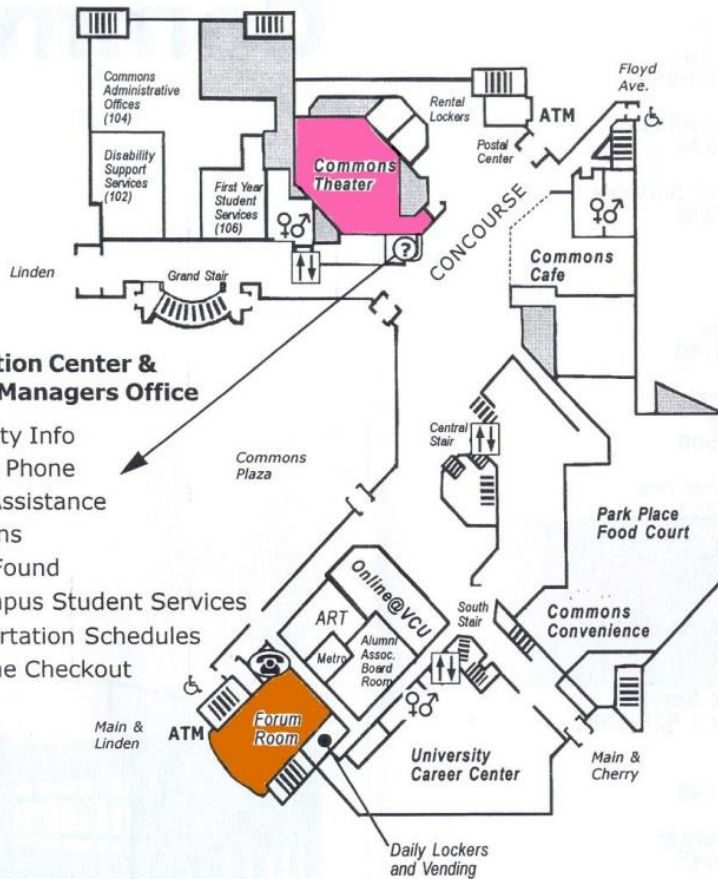 Commons
Administrative
Offices
(104)
Disability
Support
Services
(102)
First Year
Student
Services
(106)
Commons
Theater
Rental
Lockers
Postal
Center
ATM
Floyd
Ave.
CONCOURSE
Commons
Cafe
?
Linden
Grand Stair
tion Center &
Managers Office
ty Info
Phone
Assistance
ns
Found
pus Student Services
rtation Schedules
ne Checkout
Commons
Plaza
Central
Stair
Park Place
Food Court
Online@VCU
ART
Metro
Alumni
Assoc.
Board
Room
South
Stair
Commons
Convenience
Main &
Linden
ATM
Forum
Room
University
Career Center
Main &
Cherry
Daily Lockers
and Vending